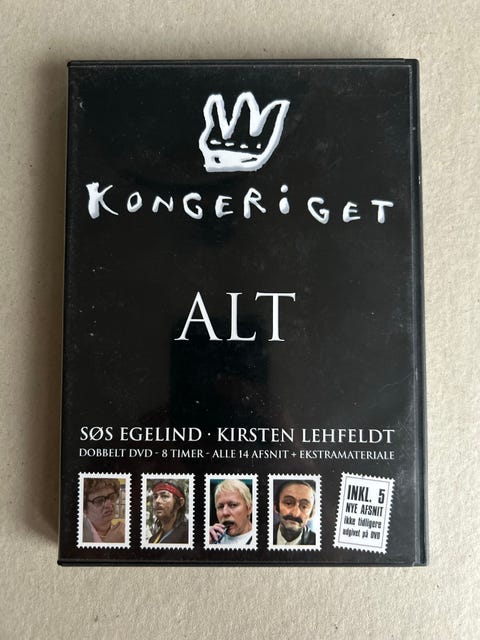 KONGERiGET
ALT
SØS EGELIND · KIRSTEN LEHFELDT
DOBBELT DVD - 8 TIMER - ALLE 14 AFSNIT + EKSTRAMATERIALE
INKL. 5
NYE AFSNIT
ikke tidligere
udgivet på DVD